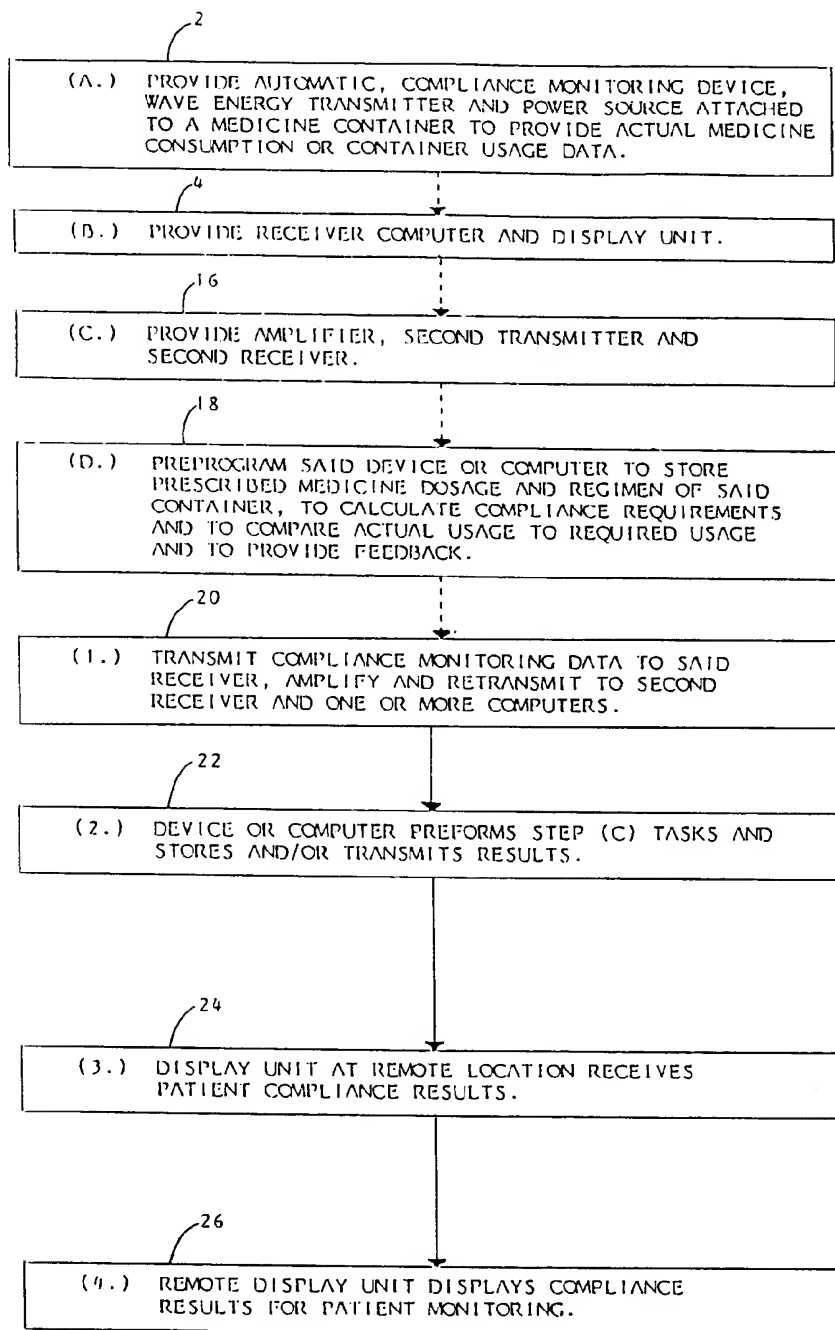 2
(A.) PROVIDE AUTOMATIC, COMPLIANCE MONITORING DEVICE,
WAVE ENERGY TRANSMITTER AND POWER SOURCE ATTACHED
TO A MEDICINE CONTAINER TO PROVIDE ACTUAL MEDICINE
CONSUMPTION OR CONTAINER USAGE DATA.
4
(B.) PROVIDE RECEIVER COMPUTER AND DISPLAY UNIT.
16
(C.) PROVIDE AMPLIFIER, SECOND TRANSMITTER AND
SECOND RECEIVER.
18
(D.) PREPROGRAM SAID DEVICE OR COMPUTER TO STORE
PRESCRIBED MEDICINE DOSAGE AND REGIMEN OF SAID
CONTAINER, TO CALCULATE COMPLIANCE REQUIREMENTS
AND TO COMPARE ACTUAL USAGE TO REQUIRED USAGE
AND TO PROVIDE FEEDBACK.
20
(1.) TRANSMIT COMPLIANCE MONITORING DATA TO SAID
RECEIVER, AMPLIFY AND RETRANSMIT TO SECOND
RECEIVER AND ONE OR MORE COMPUTERS.
22
(2.) DEVICE OR COMPUTER PREFORMS STEP (C) TASKS AND
STORES AND/OR TRANSMITS RESULTS.
24
(3.) DISPLAY UNIT AT REMOTE LOCATION RECEIVES
PATIENT COMPLIANCE RESULTS.
26
(4.) REMOTE DISPLAY UNIT DISPLAYS COMPLIANCE
RESULTS FOR PATIENT MONITORING.